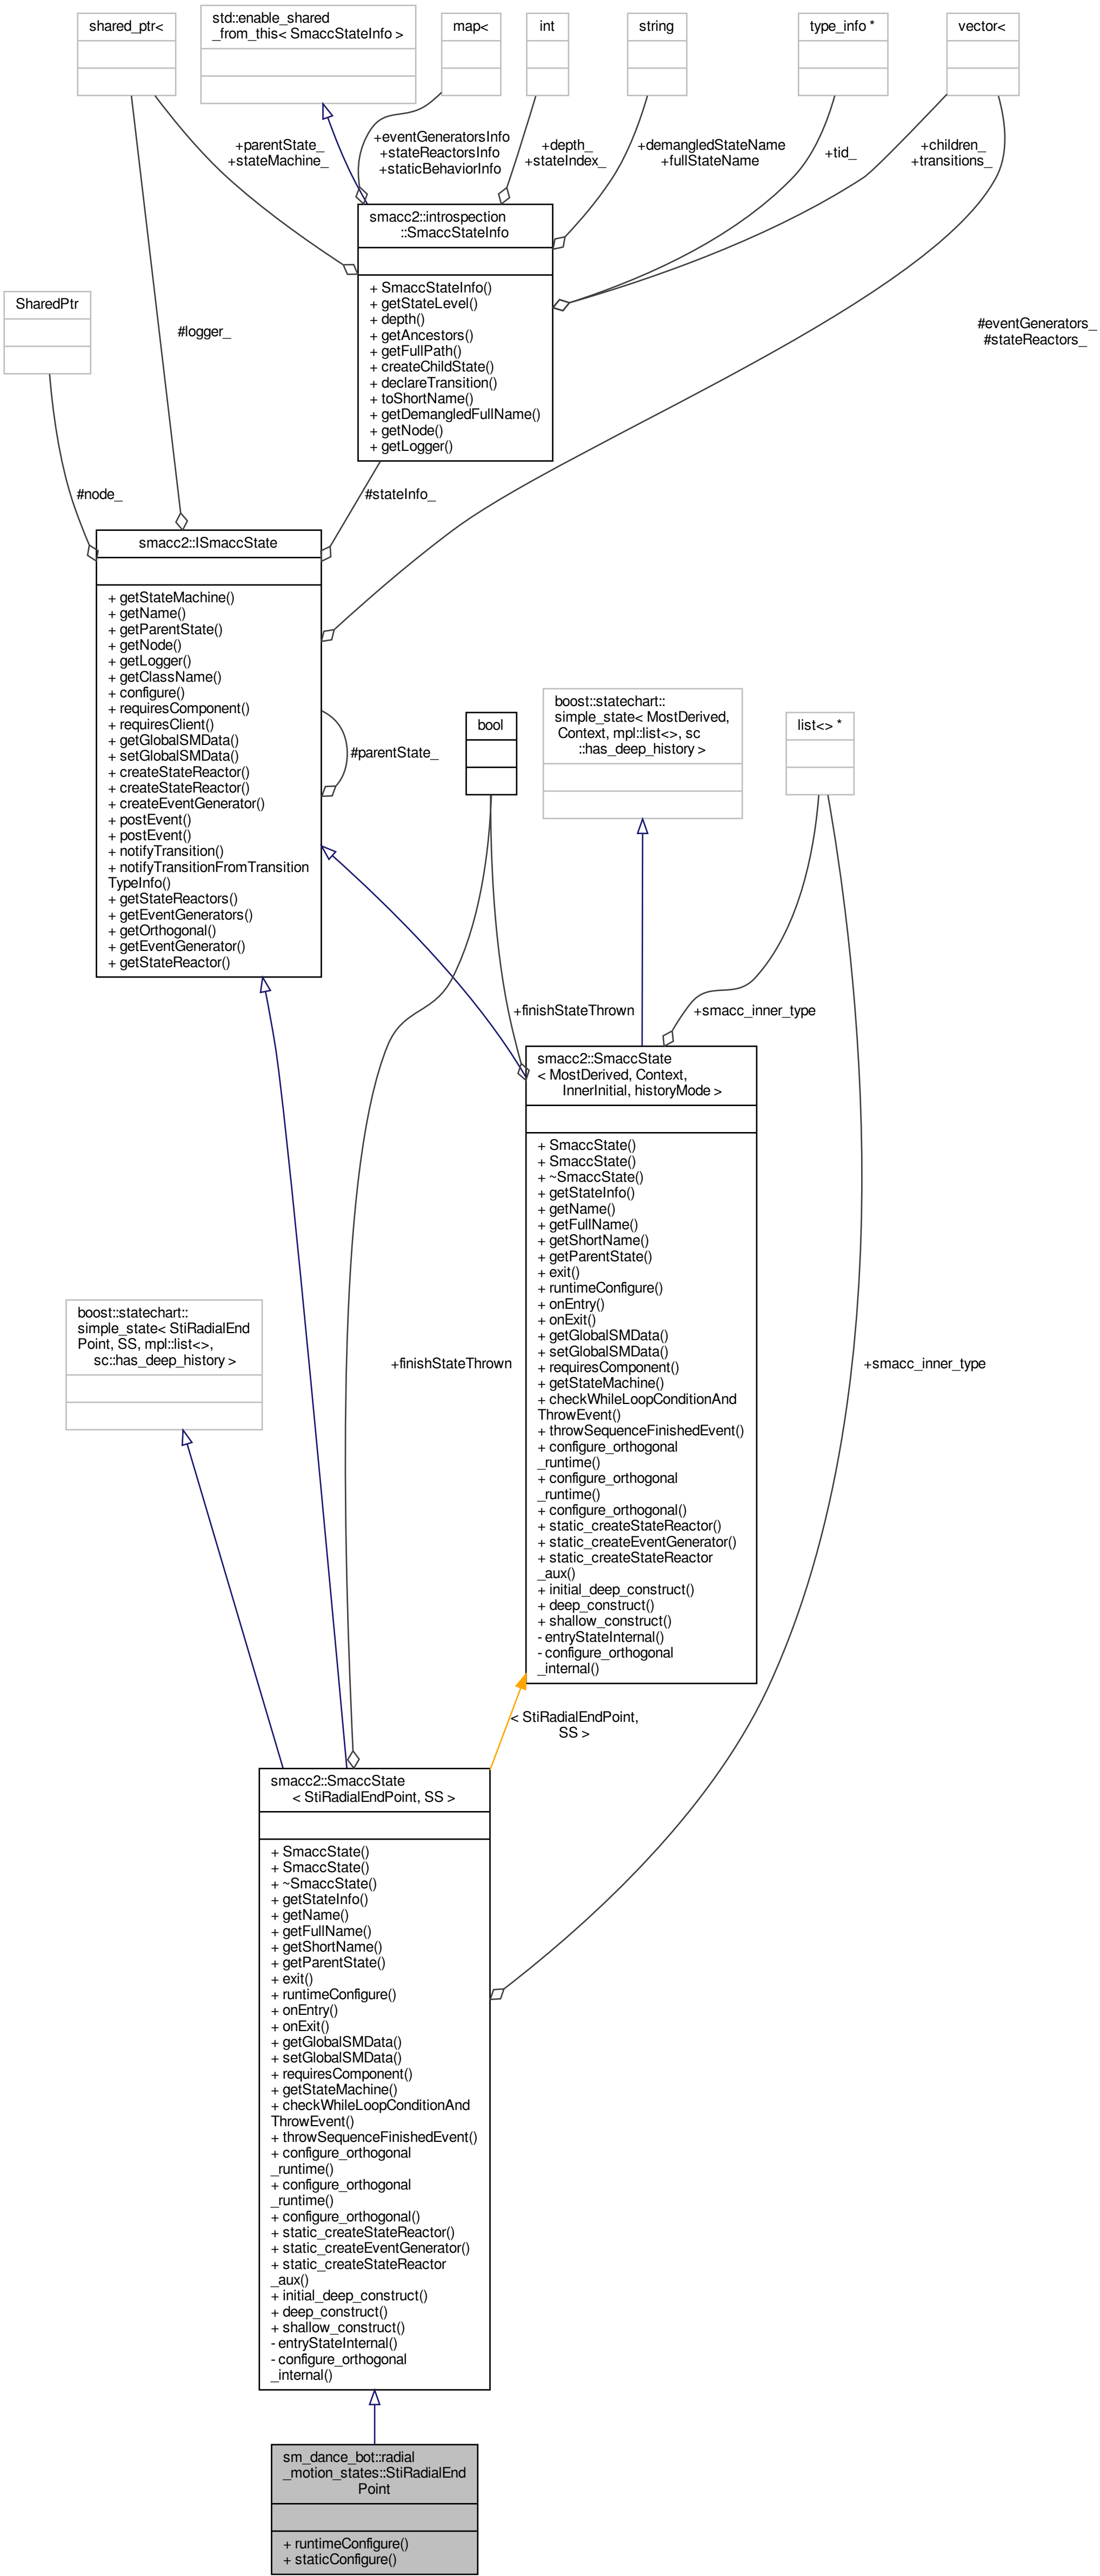 shared_ptr<
std::enable_shared
_from_this< SmaccStateInfo >
map<
int
string
type_info *
vector<
+parentState_
+stateMachine_
+eventGeneratorsInfo
+stateReactorsInfo
+staticBehaviorInfo
+depth_
+stateIndex_
+demangledStateName
+fullStateName
+tid_
+children_
+transitions_
smacc2::introspection
::SmaccStateInfo
+ SmaccStateInfo()
+ getStateLevel()
+ depth()
+ getAncestors()
+ getFullPath()
+ createChildState()
+ declareTransition()
+ toShortName()
+ getDemangledFullName()
+ getNode()
+ getLogger()
SharedPtr
#logger_
#eventGenerators_
#stateReactors_
#node_
#stateInfo_
smacc2::ISmaccState
+ getStateMachine()
+ getName()
+ getParentState()
+ getNode()
+ getLogger()
+ getClassName()
+ configure()
+ requiresComponent()
+ requiresClient()
+ getGlobalSMData()
+ setGlobalSMData()
+ createStateReactor()
+ createStateReactor()
+ createEventGenerator()
+ postEvent()
+ postEvent()
+ notifyTransition()
+ notifyTransitionFromTransition
TypeInfo()
+ getStateReactors()
+ getEventGenerators()
+ getOrthogonal()
+ getEventGenerator()
+ getStateReactor()
#parentState_
bool
boost::statechart::
simple_state< MostDerived,
Context, mpl::list<>, sc
::has_deep_history >
list<> *
+finishStateThrown
+smacc_inner_type
smacc2::SmaccState
< MostDerived, Context,
InnerInitial, historyMode >
+ SmaccState()
+ SmaccState()
+ ~SmaccState()
+ getStateInfo()
+ getName()
+ getFullName()
+ getShortName()
+ getParentState()
+ exit()
+ runtimeConfigure()
+ onEntry()
+ onExit()
+ getGlobalSMData()
+ setGlobalSMData()
+ requiresComponent()
+ getStateMachine()
+ checkWhileLoopConditionAnd
ThrowEvent()
+ throwSequenceFinishedEvent()
+ configure_orthogonal
_runtime()
+ configure_orthogonal
_runtime()
+ configure_orthogonal()
+ static_createStateReactor()
+ static_createEventGenerator()
+ static_createStateReactor
_aux()
+ initial_deep_construct()
+ deep_construct()
+ shallow_construct()
- entryStateInternal()
- configure_orthogonal
_internal()
boost::statechart::
simple_state< StiRadialEnd
Point, SS, mpl::list<>,
sc::has_deep_history >
+finishStateThrown
+smacc_inner_type
< StiRadialEndPoint,
SS >
smacc2::SmaccState
< StiRadialEndPoint, SS >
+ SmaccState()
+ SmaccState()
+ ~SmaccState()
+ getStateInfo()
+ getName()
+ getFullName()
+ getShortName()
+ getParentState()
+ exit()
+ runtimeConfigure()
+ onEntry()
+ onExit()
+ getGlobalSMData()
+ setGlobalSMData()
+ requiresComponent()
+ getStateMachine()
+ checkWhileLoopConditionAnd
ThrowEvent()
+ throwSequenceFinishedEvent()
+ configure_orthogonal
_runtime()
+ configure_orthogonal
_runtime()
+ configure_orthogonal()
+ static_createStateReactor()
+ static_createEventGenerator()
+ static_createStateReactor
_aux()
+ initial_deep_construct()
+ deep_construct()
+ shallow_construct()
- entryStateInternal()
- configure_orthogonal
_internal()
sm_dance_bot::radial
_motion_states::StiRadialEnd
Point
+ runtimeConfigure()
+ staticConfigure()